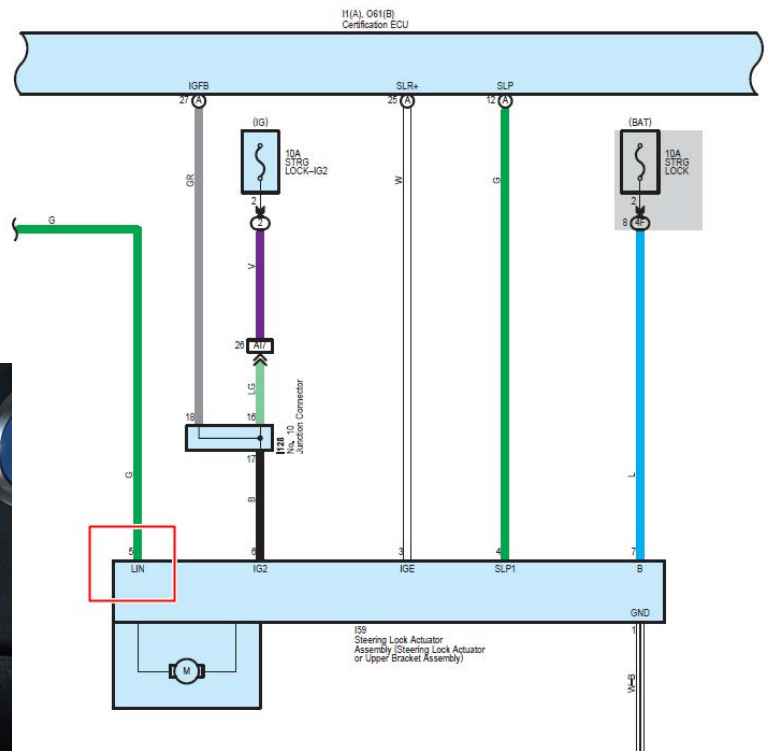 I1(A), O61(B)
Certification ECU
IGFB
SLR+
SLP
27 A
25 A
12 A
(IG)
(BAT)
10A
STRG
LOCK–IG2
10A
STRG
LOCK
GR
W
G
2
2
2
8 4F
G
V
26 A17
LG
18
16
I128
No. 10
Junction Connector
17
G
B
L
5
6
3
4
7
LIN
IG2
IGE
SLP1
B
GND
I59
Steering Lock Actuator
Assembly (Steering Lock Actuator
or Upper Bracket Assembly)
1
M
W–B